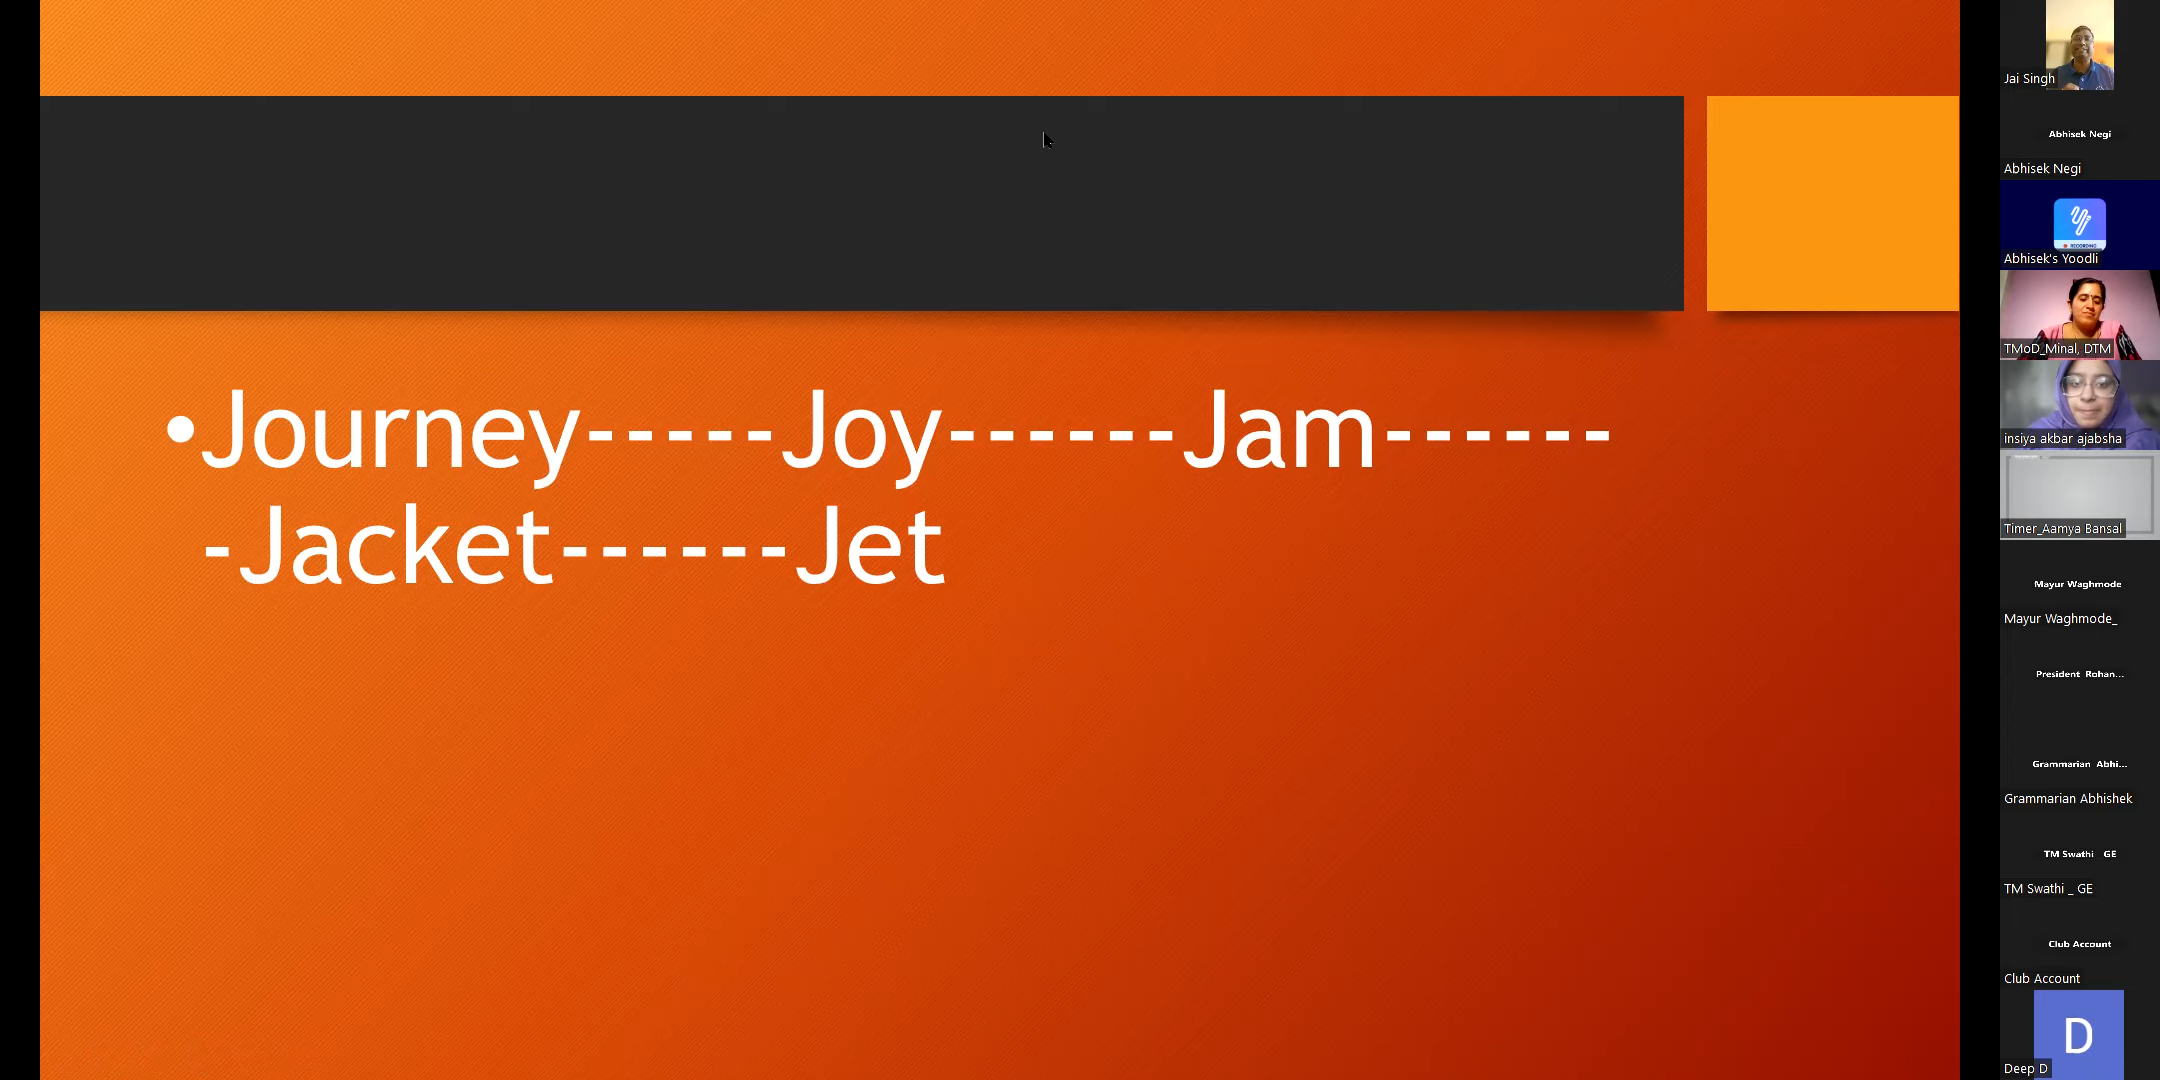 •Journey-----Joy------Jam------
-Jacket------Jet
Jai Singh
Abhisek Negi
Abhisek Negi
RECORDING
Abhisek's Yoodli
TMoD_Minal, DTM
insiya akbar ajabsha
Timer_Aamya Bansal
Mayur Waghmode
Mayur Waghmode_
President Rohan...
Grammarian Abhi...
Grammarian Abhishek
TM Swathi _ GE
TM Swathi _ GE
Club Account
Club Account
D
Deep D